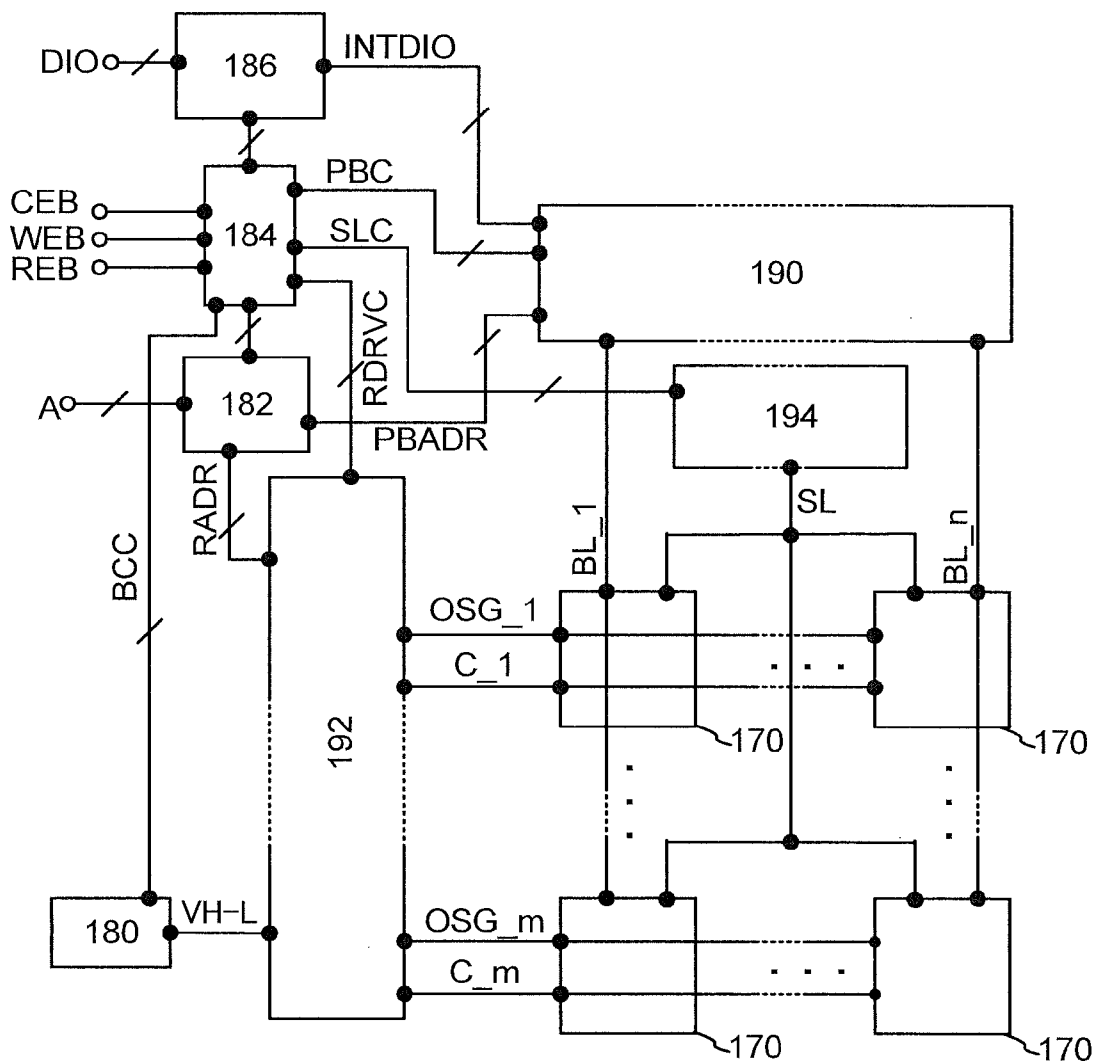 DIO
186
INTDIO
PBC
CEB
WEB
REB
184
SLC
190
RDRVC
A
182
PBADR
194
RADR
SL
BCC
BL_1
BL_n
OSG_1
C_1
. . .
192
170
170
180
VH-L
OSG_m
C_m
. . .
170
170